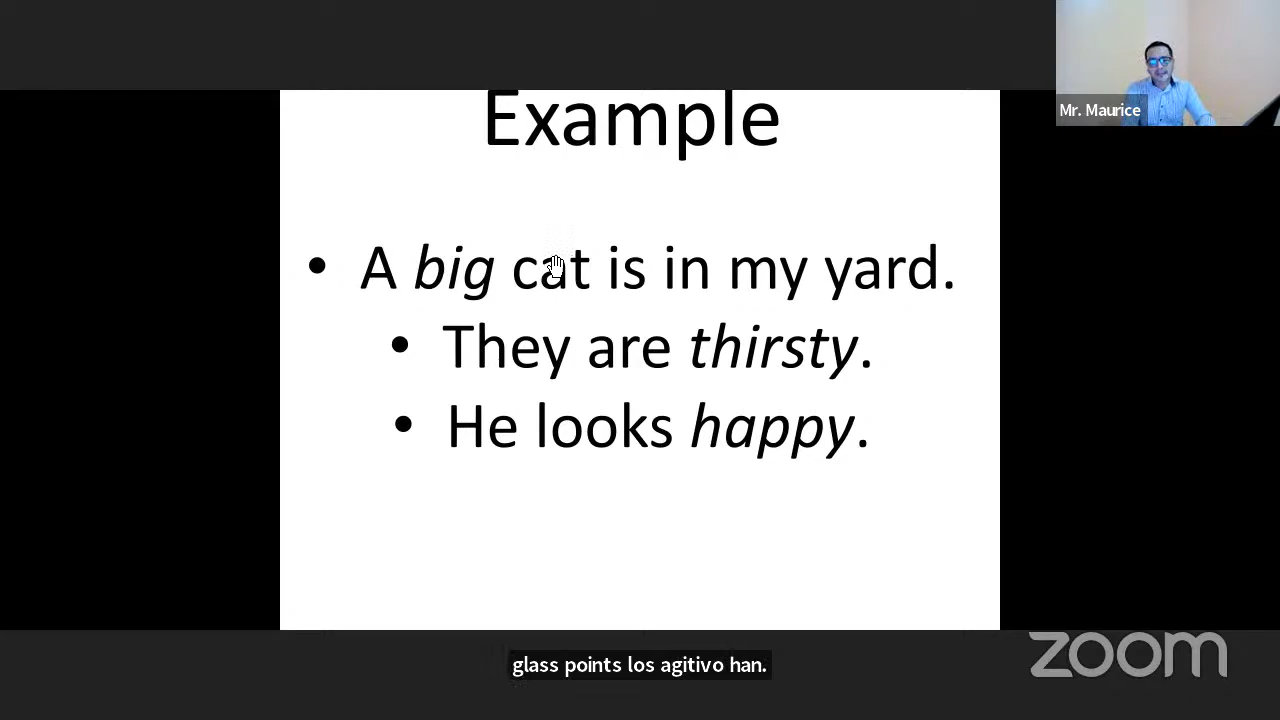 Mr. Maurice
Example
• A big cat is in my yard.
• They are thirsty.
• He looks happy.
glass points los agitivo han.
zoom